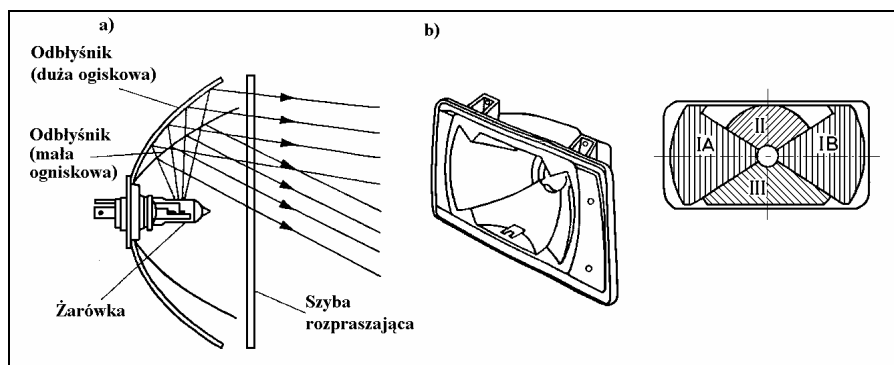 a)
Odbłyśnik
(duża ogiskowa)
Odbłyśnik
(mała
ogniskowa)
Żarówka
Szyba
rozpraszająca
b)
II
IA
IB
III